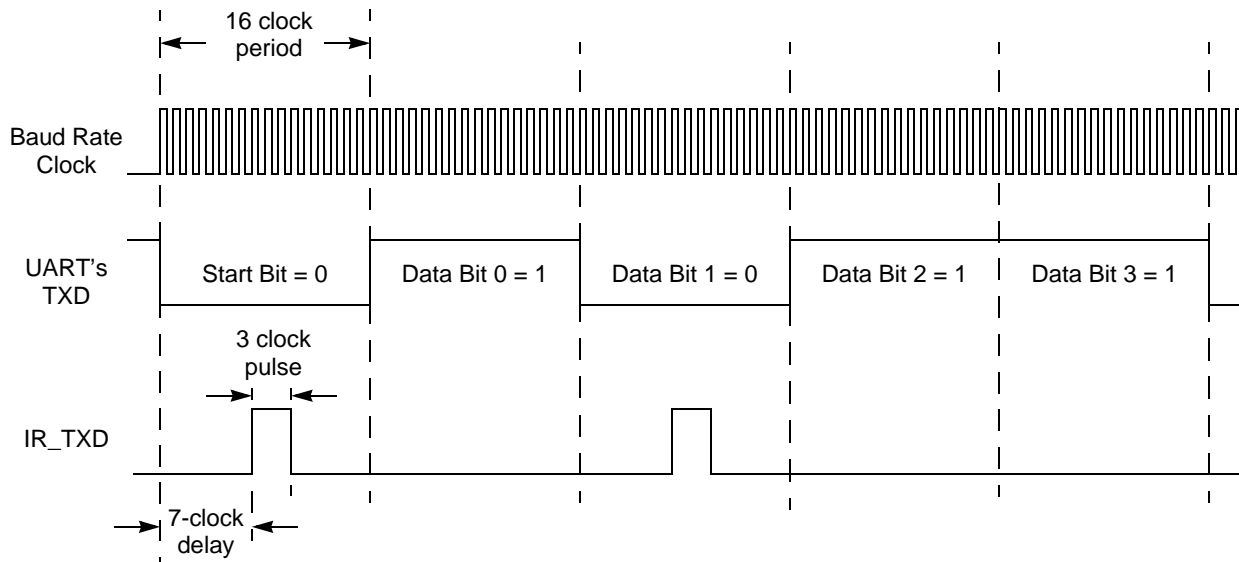 16 clock
period
Baud Rate
Clock
UART's
TXD
Start Bit = 0
Data Bit 0 = 1
Data Bit 1 = 0
Data Bit 2 = 1
Data Bit 3 = 1
3 clock
pulse
IR_TXD
7-clock
delay